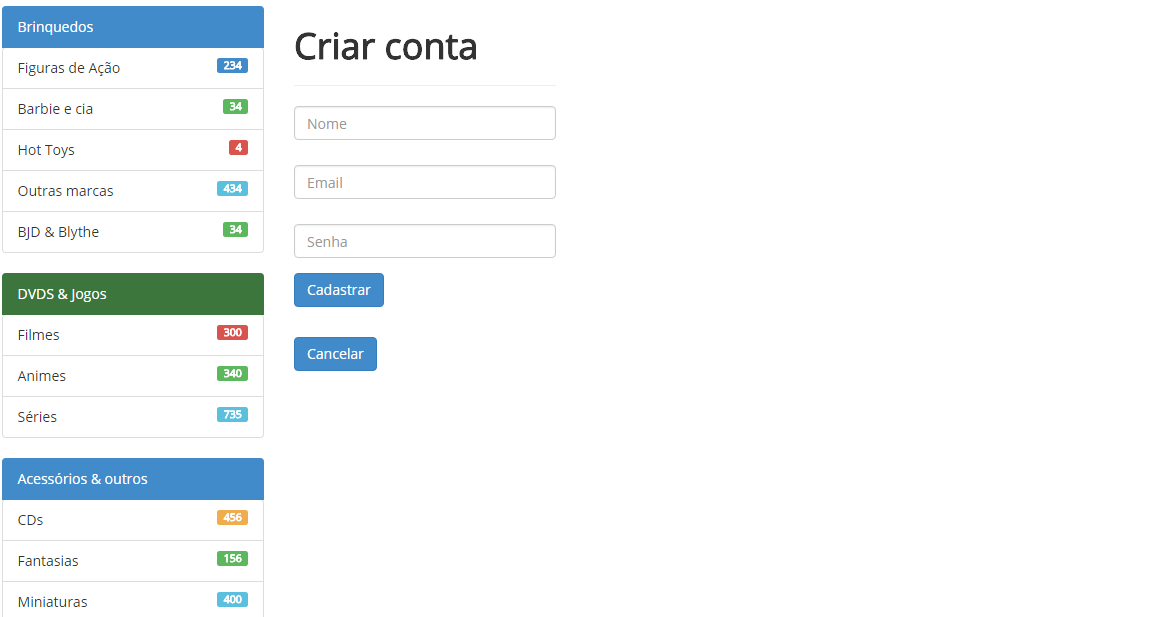 Brinquedos
Figuras de Ação 234
Barbie e cia 34
Hot Toys 4
Outras marcas 434
BJD & Blythe 34
DVDS & Jogos
Filmes 300
Animes 340
Séries 735
Acessórios & outros
CDs 456
Fantasias 156
Miniaturas 400
Criar conta
Nome
Email
Senha
Cadastrar
Cancelar